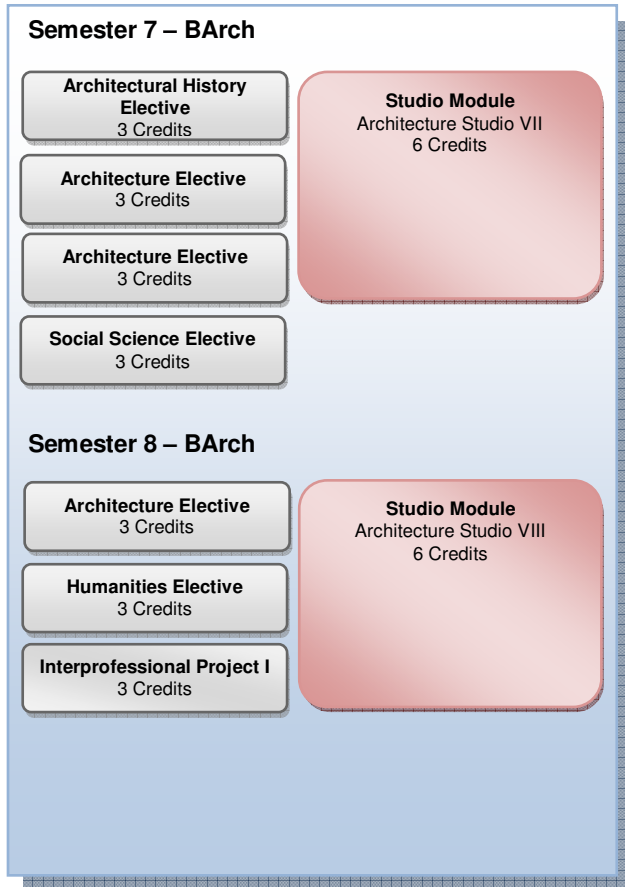 Semester 7 – BArch
Architectural History
Elective
3 Credits
Architecture Elective
3 Credits
Architecture Elective
3 Credits
Social Science Elective
3 Credits
Studio Module
Architecture Studio VII
6 Credits
Semester 8 – BArch
Architecture Elective
3 Credits
Humanities Elective
3 Credits
Interprofessional Project I
3 Credits
Studio Module
Architecture Studio VIII
6 Credits